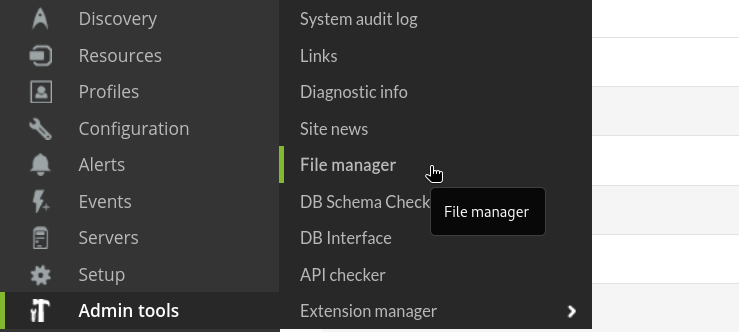 Discovery
Resources
Profiles
Configuration
Alerts
Events
Servers
Setup
Admin tools
System audit log
Links
Diagnostic info
Site news
File manager
DB Schema Check
File manager
DB Interface
API checker
Extension manager